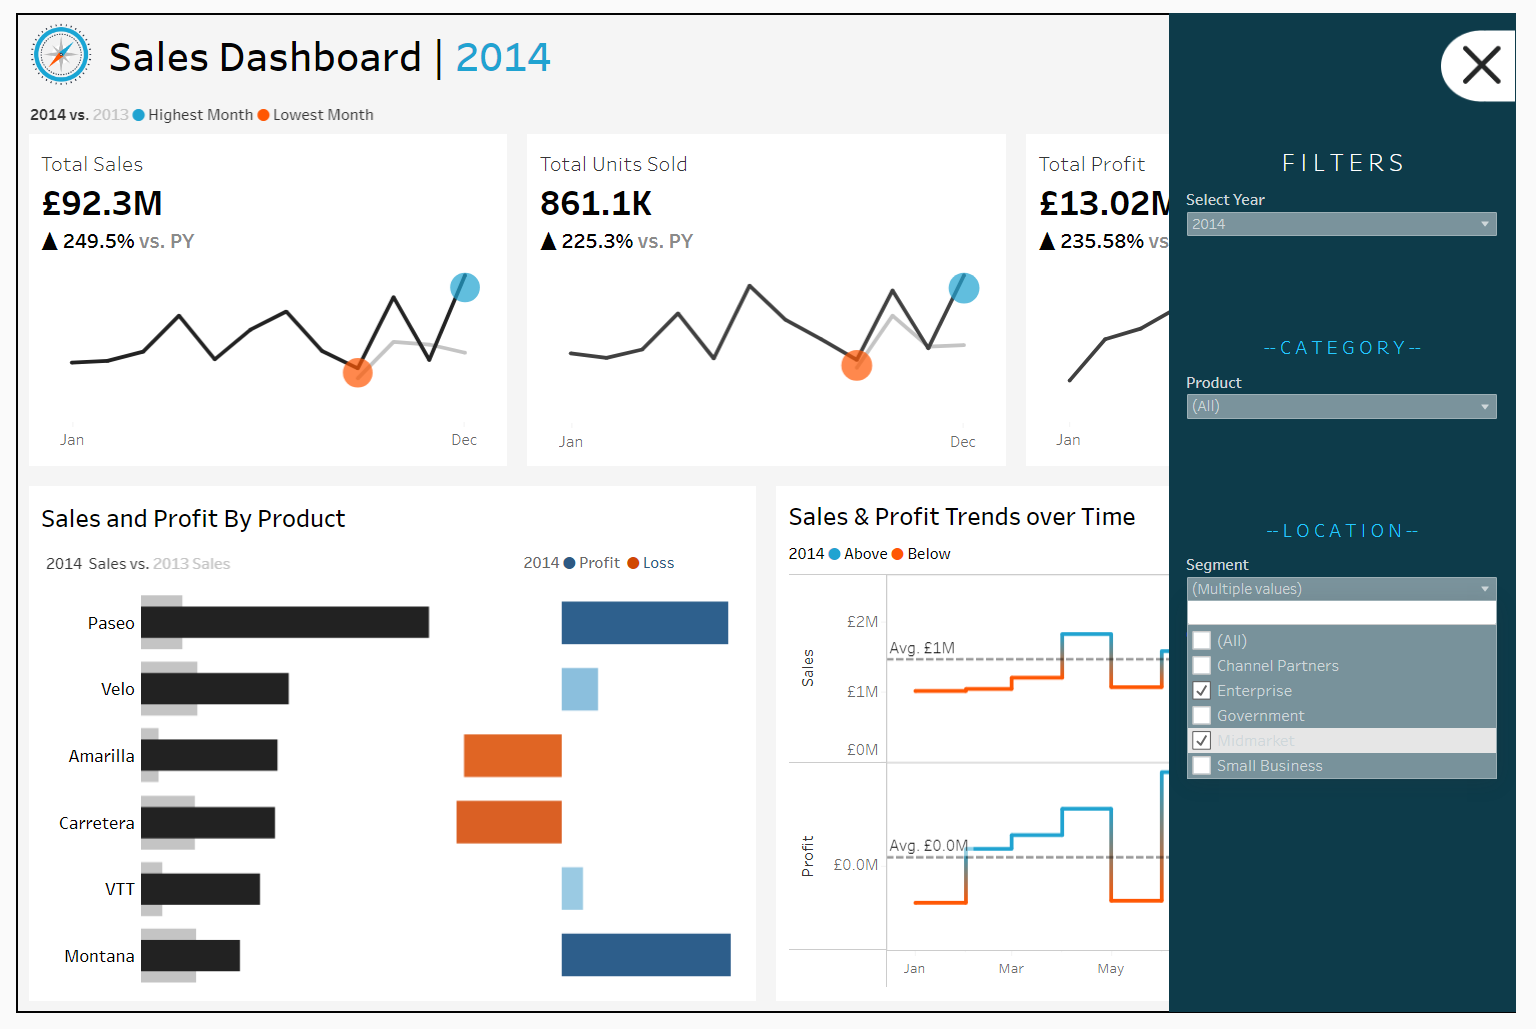 Sales Dashboard | 2014
2014 vs. 2013 Highest Month Lowest Month
Total Sales
£92.3M
▲ 249.5% vs. PY
Jan Dec
Total Units Sold
861.1K
▲ 225.3% vs. PY
Jan Dec
Total Profit
£13.02M
▲ 235.58% vs
Jan
Sales and Profit By Product
2014 Sales vs. 2013 Sales
2014 Profit Loss
Paseo
Velo
Amarilla
Carretera
VTT
Montana
Sales & Profit Trends over Time
2014 Above Below
Sales
£2M
Avg. £1M
£1M
£0M
Profit
Avg. £0.0M
£0.0M
Jan Mar May
FILTERS
Select Year
2014
--CATEGORY--
Product
(All)
--LOCATION--
Segment
(Multiple values)
(All)
Channel Partners
Enterprise
Government
Midmarket
Small Business